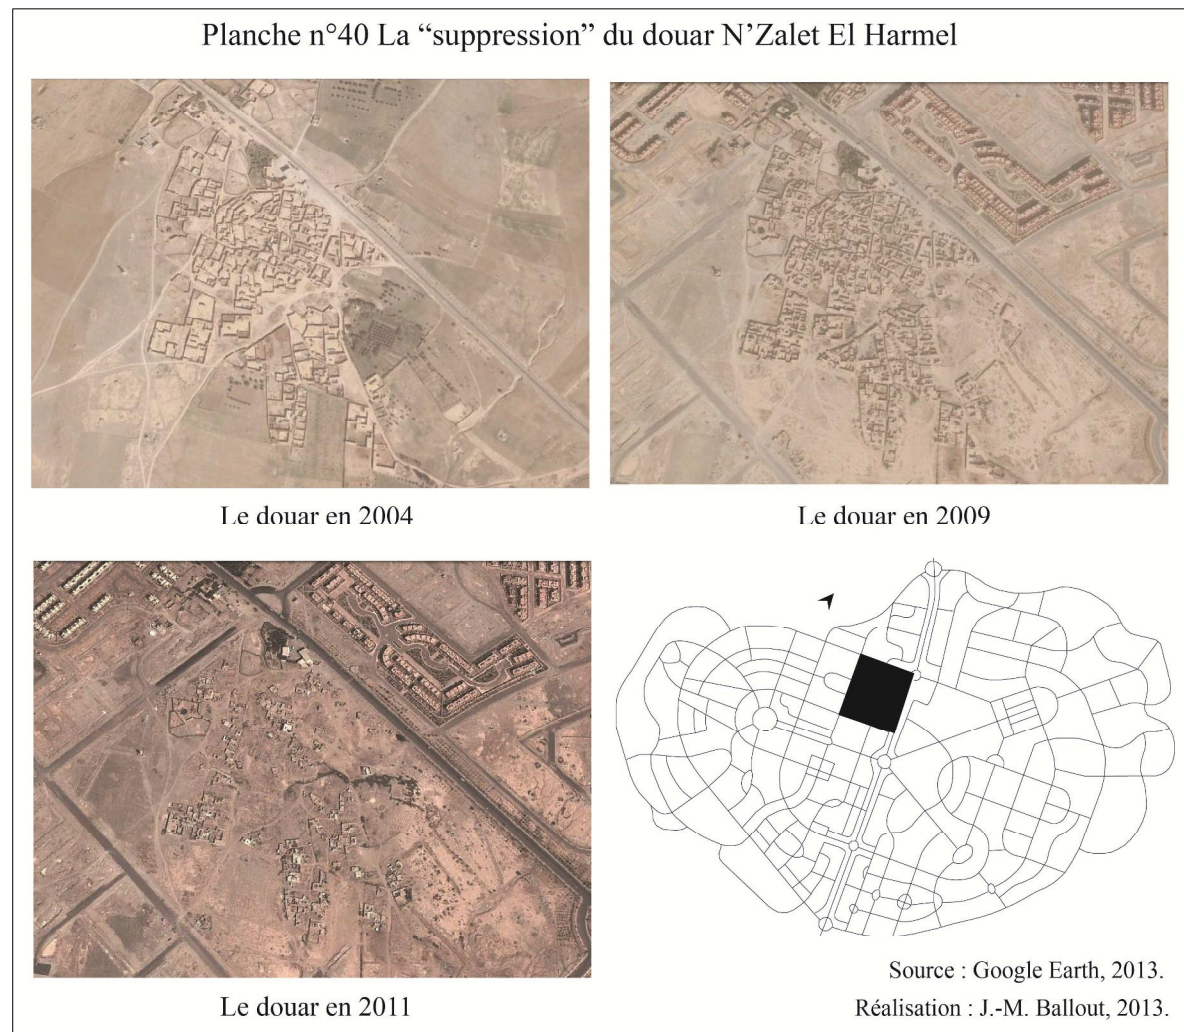 Planche n°40 La “suppression” du douar N’Zalet El Harmel
Le douar en 2004
Le douar en 2009
Le douar en 2011
Source : Google Earth, 2013.
Réalisation : J.-M. Ballout, 2013.